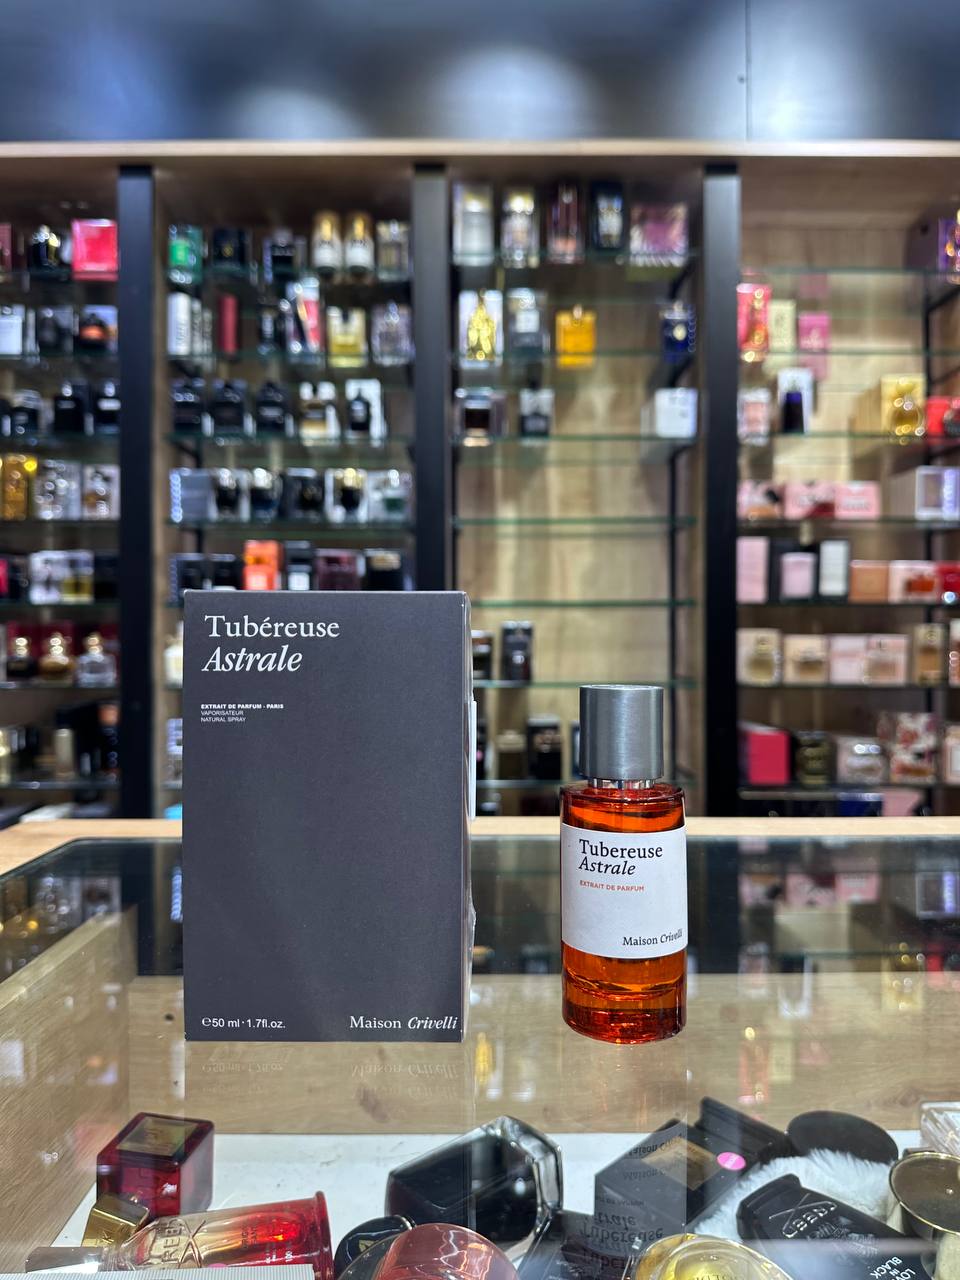 Tubéreuse
Astrale
EXTRAIT DE PARFUM - PARIS
VAPORISATEUR
NATURAL SPRAY
℮50 ml · 1.7fl.oz.
Maison Crivelli
Tubereuse
Astrale
EXTRAIT DE PARFUM
Maison Crivelli